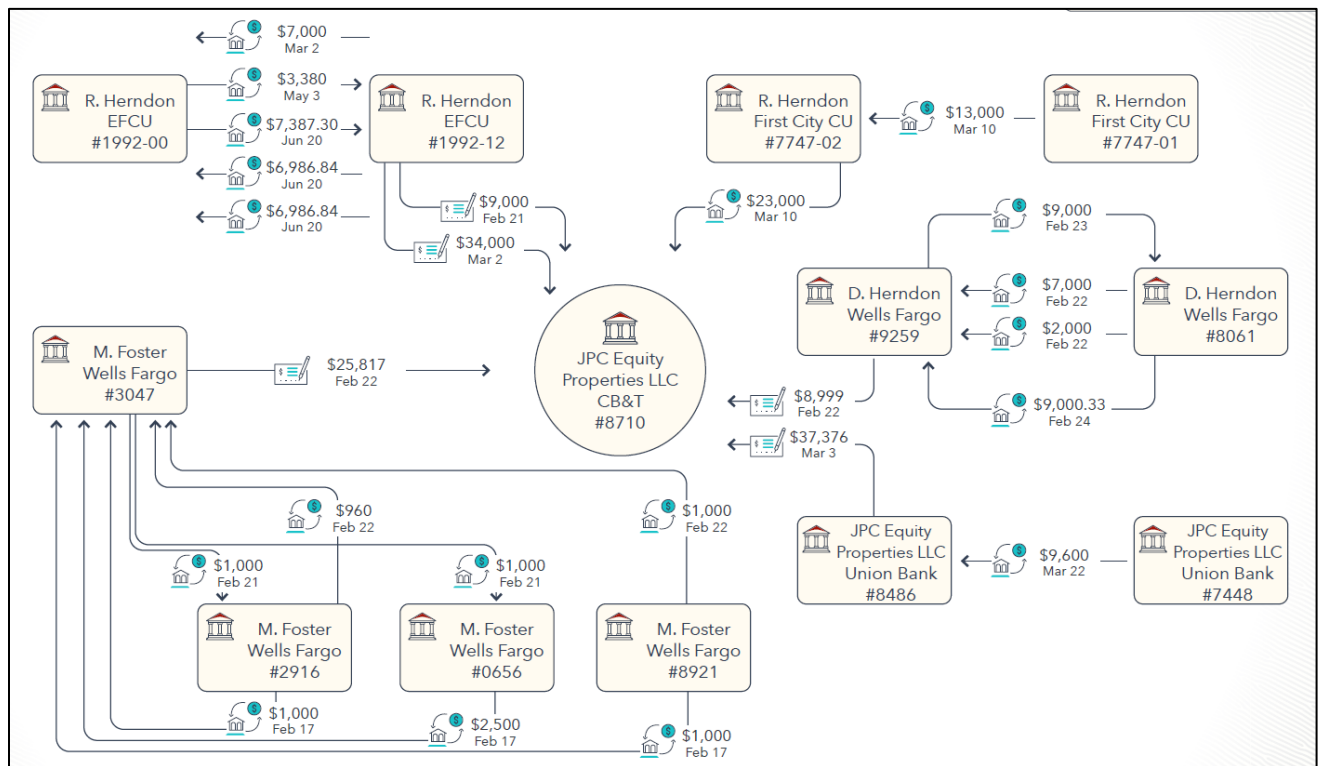 $7,000
Mar 2
R. Herndon
EFCU
#1992-00
$3,380
May 3
$7,387.30
Jun 20
$6,986.84
Jun 20
$6,986.84
Jun 20
R. Herndon
EFCU
#1992-12
$9,000
Feb 21
$34,000
Mar 2
R. Herndon
First City CU
#7747-02
$13,000
Mar 10
R. Herndon
First City CU
#7747-01
$23,000
Mar 10
$9,000
Feb 23
D. Herndon
Wells Fargo
#9259
$7,000
Feb 22
$2,000
Feb 22
D. Herndon
Wells Fargo
#8061
$9,000.33
Feb 24
M. Foster
Wells Fargo
#3047
$25,817
Feb 22
JPC Equity
Properties LLC
CB&T
#8710
$8,999
Feb 22
$37,376
Mar 3
JPC Equity
Properties LLC
Union Bank
#8486
$9,600
Mar 22
JPC Equity
Properties LLC
Union Bank
#7448
$960
Feb 22
$1,000
Feb 22
$1,000
Feb 21
$1,000
Feb 21
M. Foster
Wells Fargo
#2916
M. Foster
Wells Fargo
#0656
M. Foster
Wells Fargo
#8921
$1,000
Feb 17
$2,500
Feb 17
$1,000
Feb 17